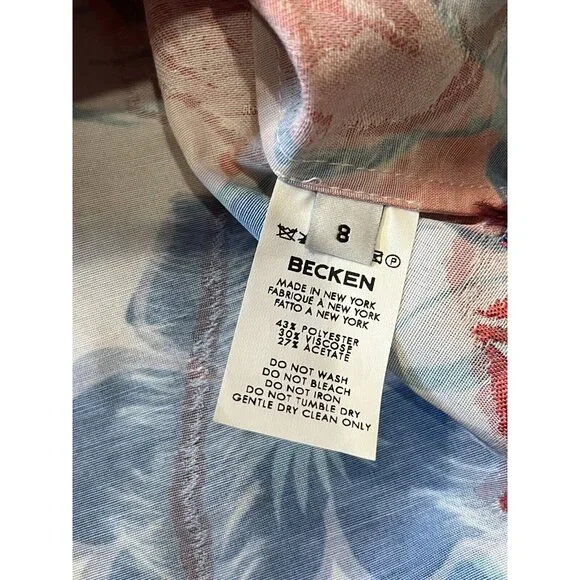 8
P
BECKEN
MADE IN NEW YORK
FABRIQUÉ A NEW YORK
FATTO A NEW YORK
43% POLYESTER
30% VISCOSE
27% ACETATE
DO NOT WASH
DO NOT BLEACH
DO NOT IRON
DO NOT TUMBLE DRY
GENTLE DRY CLEAN ONLY